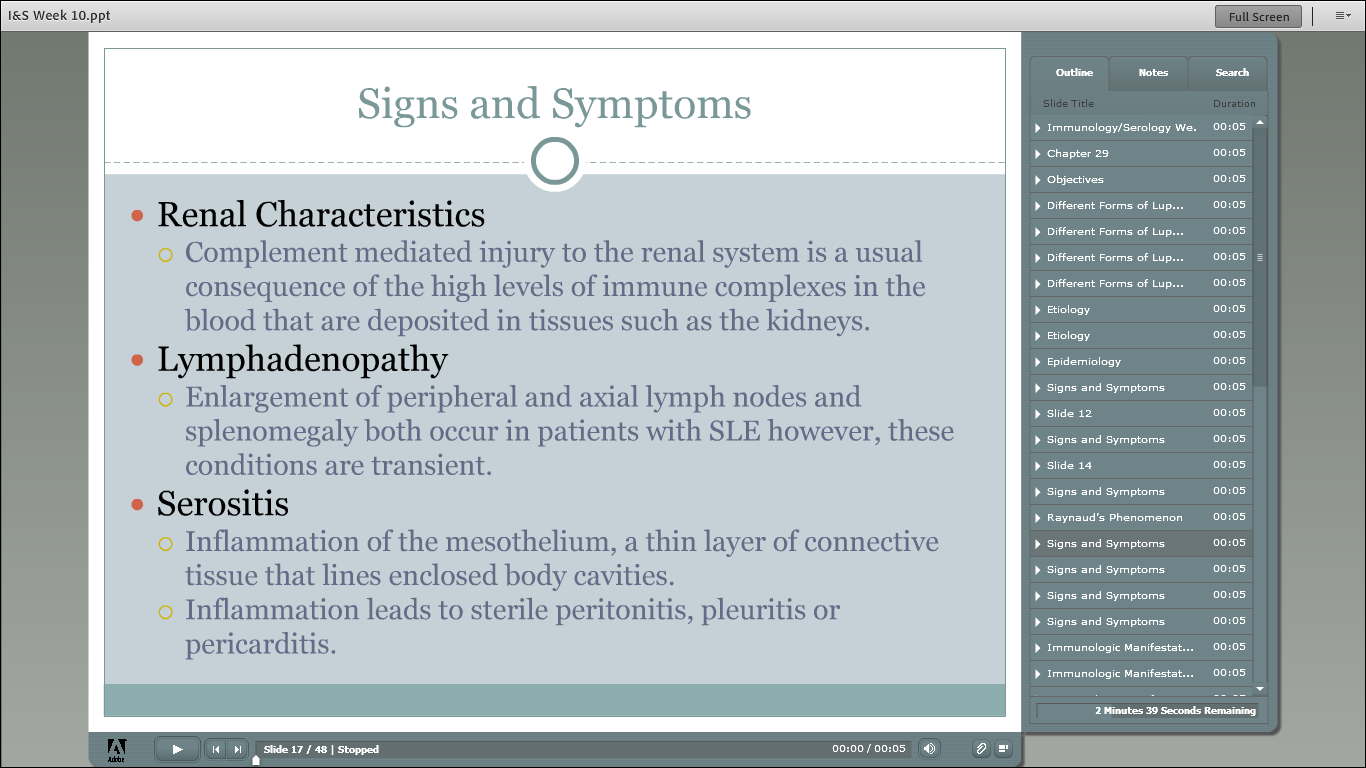 I&S Week 10.ppt
Full Screen
Signs and Symptoms
Renal Characteristics
Complement mediated injury to the renal system is a usual
consequence of the high levels of immune complexes in the
blood that are deposited in tissues such as the kidneys.
Lymphadenopathy
Enlargement of peripheral and axial lymph nodes and
splenomegaly both occur in patients with SLE however, these
conditions are transient.
Serositis
Inflammation of the mesothelium, a thin layer of connective
tissue that lines enclosed body cavities.
Inflammation leads to sterile peritonitis, pleuritis or
pericarditis.
Outline Notes Search
Slide Title Duration
Immunology/Serology We. 00:05
Chapter 29 00:05
Objectives 00:05
Different Forms of Lup... 00:05
Different Forms of Lup... 00:05
Different Forms of Lup... 00:05
Different Forms of Lup... 00:05
Etiology 00:05
Etiology 00:05
Epidemiology 00:05
Signs and Symptoms 00:05
Slide 12 00:05
Signs and Symptoms 00:05
Slide 14 00:05
Signs and Symptoms 00:05
Raynaud's Phenomenon 00:05
Signs and Symptoms 00:05
Signs and Symptoms 00:05
Signs and Symptoms 00:05
Signs and Symptoms 00:05
Immunologic Manifestat... 00:05
Immunologic Manifestat... 00:05
2 Minutes 39 Seconds Remaining
Adobe
Slide 17 / 48 | Stopped 00:00 / 00:05